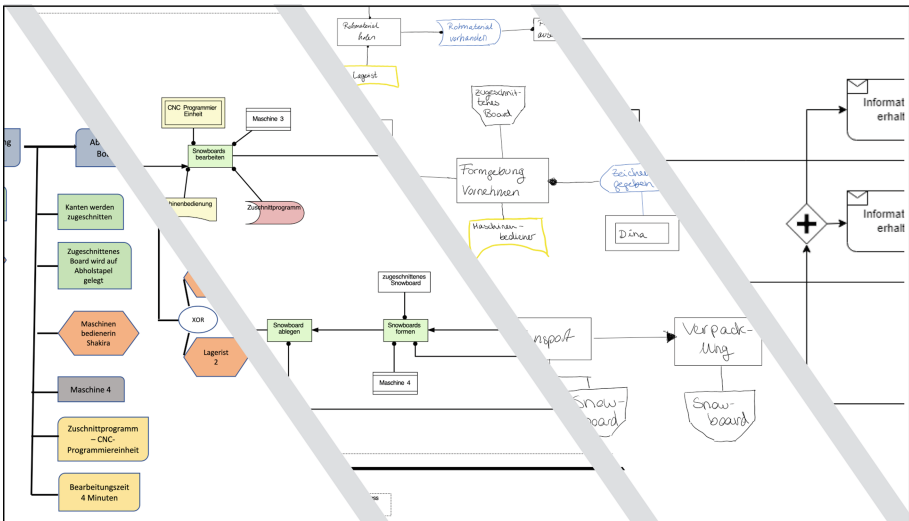 Kanten werden
zugeschnitten
Zugeschnittenes
Board wird auf
Abholstapel
gelegt
Maschinen
bedienerin
Shakira
Maschine 4
Zuschnittprogramm
– CNC-
Programmiereinheit
Bearbeitungszeit
4 Minuten
CNC Programmier
Einheit
Maschine 3
Snowboards
bearbeiten
Zuschnittprogramm
XOR
Lagerist
2
zugeschnittenes
Snowboard
Snowboard
ablegen
Snowboards
formen
Maschine 4
Rohmaterial
holen
Rohmaterial
vorhanden
Lagerist
zugeschnit-
tenes
Board
Formgebung
Vornehmen
Maschinen-
bediener
Zeichen
gegeben
Dina
Verpack-
ung
Snow-
board
Snow-
board
Informat
erhalt
Informat
erhalt